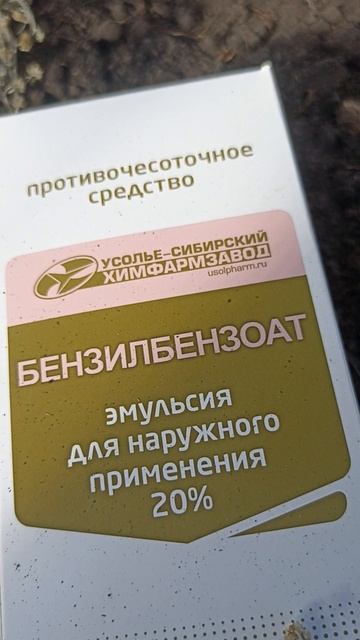 противочесоточное
средство
УСОЛЬЕ-СИБИРСКИЙ
ХИМФАРМЗАВОД
usolpharm.ru
БЕНЗИЛБЕНЗОАТ
эмульсия
для наружного
применения
20%